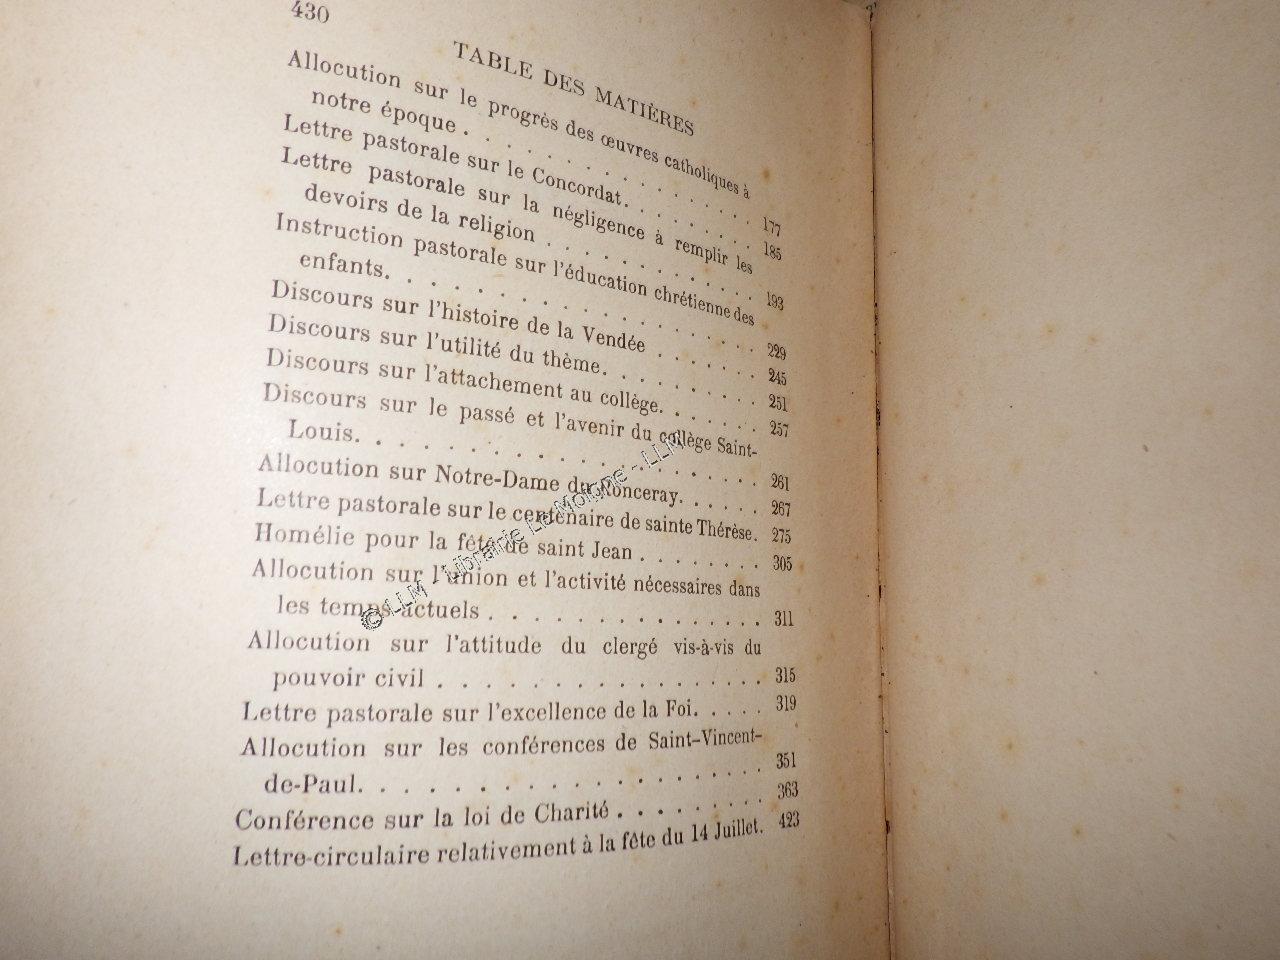 430
TABLE DES MATIÈRES
Allocution sur le progrès des œuvres catholiques à
notre époque . . . . . . . . . . . . . . . 177
Lettre pastorale sur le Concordat. . . . . . . . 185
Lettre pastorale sur la négligence à remplir les
devoirs de la religion . . . . . . . . . . . . 193
Instruction pastorale sur l'éducation chrétienne des
enfants. . . . . . . . . . . . . . . . . . 229
Discours sur l'histoire de la Vendée . . . . . . . 245
Discours sur l'utilité du thème. . . . . . . . . 251
Discours sur l'attachement au collège. . . . . . . 257
Discours sur le passé et l'avenir du collège Saint-
Louis. . . . . . . . . . . . . . . . . . . 261
Allocution sur Notre-Dame du Ronceray. . . . . . 267
Lettre pastorale sur le centenaire de sainte Thérèse. 275
Homélie pour la fête de saint Jean . . . . . . . . 305
Allocution sur l'union et l'activité nécessaires dans
les temps actuels . . . . . . . . . . . . . . 311
Allocution sur l'attitude du clergé vis-à-vis du
pouvoir civil . . . . . . . . . . . . . . . . 315
Lettre pastorale sur l'excellence de la Foi. . . . . 319
Allocution sur les conférences de Saint-Vincent-
de-Paul. . . . . . . . . . . . . . . . . . . 351
Conférence sur la loi de Charité . . . . . . . . . 363
Lettre-circulaire relativement à la fête du 14 Juillet. 423
© LLM - Librairie Le Moigne - LLM